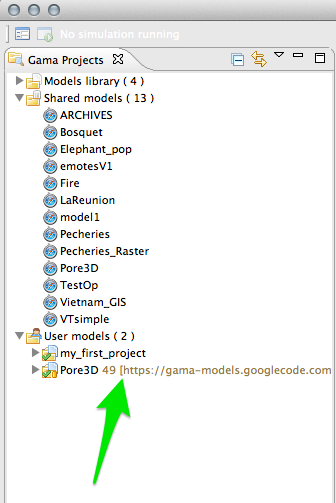 No simulation running
Gama Projects
Models library ( 4 )
Shared models ( 13 )
ARCHIVES
Bosquet
Elephant_pop
emotesV1
Fire
LaReunion
model1
Pecheries
Pecheries_Raster
Pore3D
TestOp
Vietnam_GIS
VTsimple
User models ( 2 )
my_first_project
Pore3D 49 [https://gama-models.googlecode.com